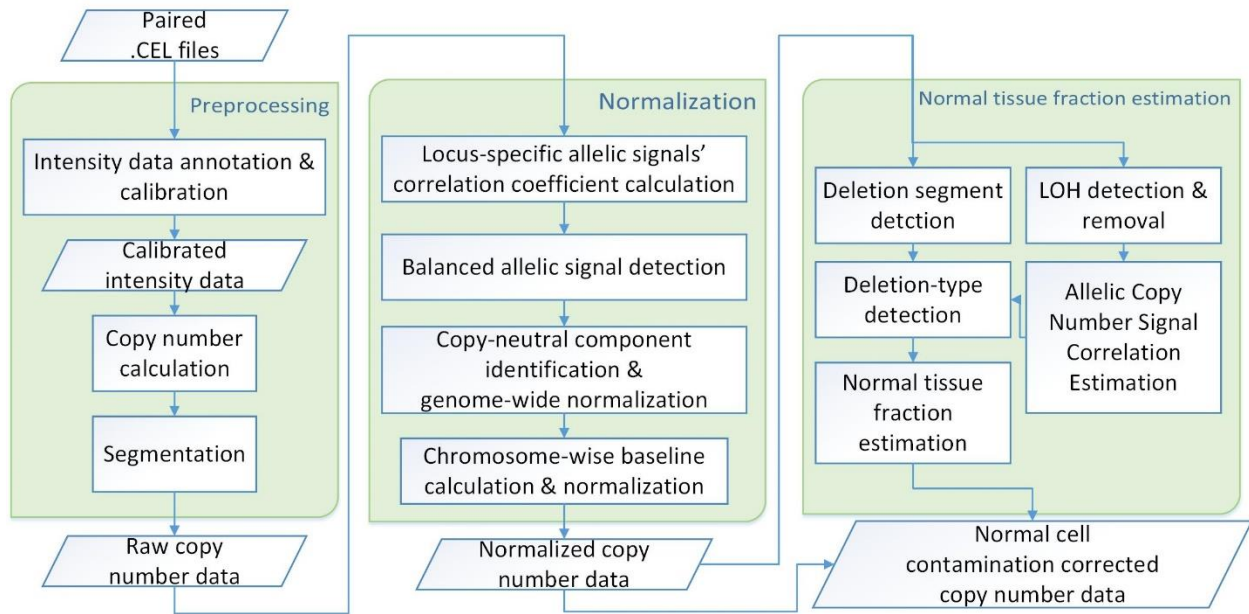 Paired
.CEL files
Preprocessing
Intensity data annotation &
calibration
Calibrated
intensity data
Copy number
calculation
Segmentation
Raw copy
number data
Normalization
Locus-specific allelic signals'
correlation coefficient calculation
Balanced allelic signal detection
Copy-neutral component
identification &
genome-wide normalization
Chromosome-wise baseline
calculation & normalization
Normalized copy
number data
Normal tissue fraction estimation
Deletion segment
detction
LOH detection &
removal
Deletion-type
detection
Allelic Copy
Number Signal
Correlation
Estimation
Normal tissue
fraction
estimation
Normal cell
contamination corrected
copy number data